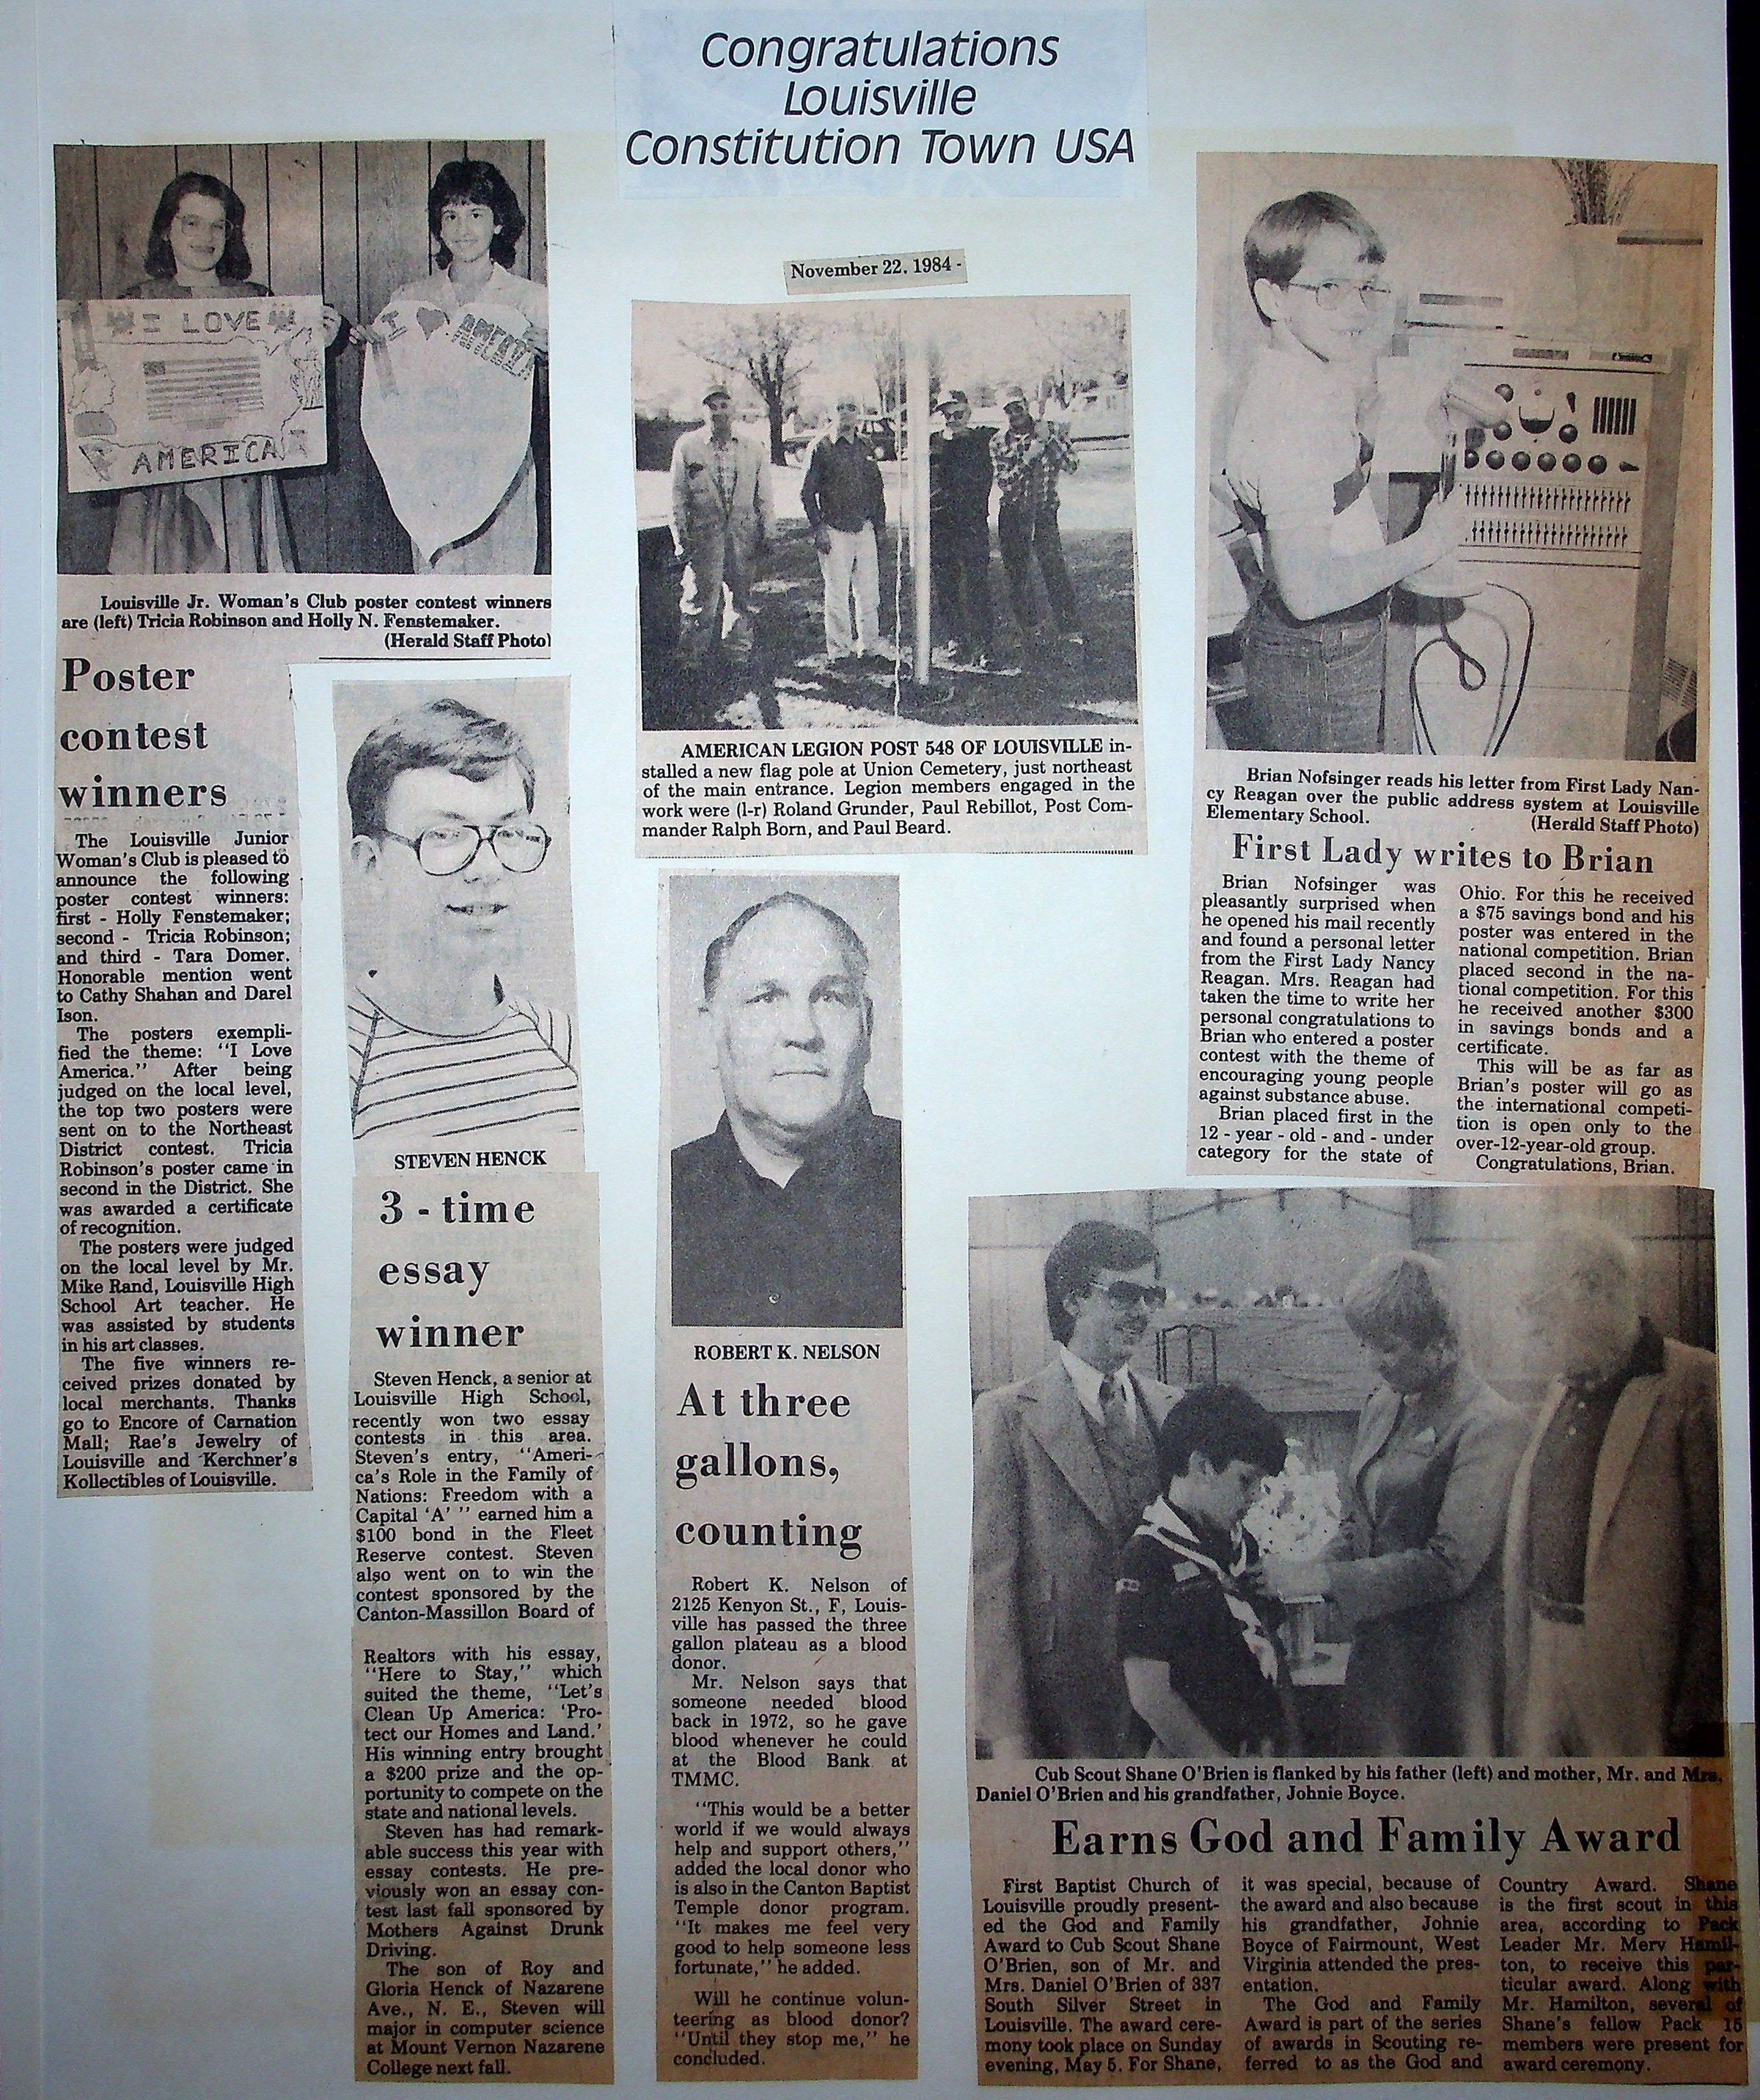 Congratulations
Louisville
Constitution Town USA
I LOVE
AMERICA
I
AMERICA
Louisville Jr. Woman's Club poster contest winners
are (left) Tricia Robinson and Holly N. Fenstemaker.
(Herald Staff Photo)
Poster
contest
winners
The Louisville Junior
Woman's Club is pleased to
announce the following
poster contest winners:
first - Holly Fenstemaker;
second - Tricia Robinson;
and third - Tara Domer.
Honorable mention went
to Cathy Shahan and Darel
Ison.
The posters exempli-
fied the theme: "I Love
America." After being
judged on the local level,
the top two posters were
sent on to the Northeast
District contest. Tricia
Robinson's poster came in
second in the District. She
was awarded a certificate
of recognition.
The posters were judged
on the local level by Mr.
Mike Rand, Louisville High
School Art teacher. He
was assisted by students
in his art classes.
The five winners re-
ceived prizes donated by
local merchants. Thanks
go to Encore of Carnation
Mall; Rae's Jewelry of
Louisville and Kerchner's
Kollectibles of Louisville.
STEVEN HENCK
3 - time
essay
winner
Steven Henck, a senior at
Louisville High School,
recently won two essay
contests in this area.
Steven's entry, "Ameri-
ca's Role in the Family of
Nations: Freedom with a
Capital 'A' " earned him a
$100 bond in the Fleet
Reserve contest. Steven
also went on to win the
contest sponsored by the
Canton-Massillon Board of
Realtors with his essay,
"Here to Stay," which
suited the theme, "Let's
Clean Up America: 'Pro-
tect our Homes and Land.'
His winning entry brought
a $200 prize and the op-
portunity to compete on the
state and national levels.
Steven has had remark-
able success this year with
essay contests. He pre-
viously won an essay con-
test last fall sponsored by
Mothers Against Drunk
Driving.
The son of Roy and
Gloria Henck of Nazarene
Ave., N. E., Steven will
major in computer science
at Mount Vernon Nazarene
College next fall.
November 22, 1984 -
AMERICAN LEGION POST 548 OF LOUISVILLE in-
stalled a new flag pole at Union Cemetery, just northeast
of the main entrance. Legion members engaged in the
work were (l-r) Roland Grunder, Paul Rebillot, Post Com-
mander Ralph Born, and Paul Beard.
ROBERT K. NELSON
At three
gallons,
counting
Robert K. Nelson of
2125 Kenyon St., F, Louis-
ville has passed the three
gallon plateau as a blood
donor.
Mr. Nelson says that
someone needed blood
back in 1972, so he gave
blood whenever he could
at the Blood Bank at
TMMC.
"This would be a better
world if we would always
help and support others,"
added the local donor who
is also in the Canton Baptist
Temple donor program.
"It makes me feel very
good to help someone less
fortunate," he added.
Will he continue volun-
teering as blood donor?
"Until they stop me," he
concluded.
Brian Nofsinger reads his letter from First Lady Nan-
cy Reagan over the public address system at Louisville
Elementary School.
(Herald Staff Photo)
First Lady writes to Brian
Brian Nofsinger was
pleasantly surprised when
he opened his mail recently
and found a personal letter
from the First Lady Nancy
Reagan. Mrs. Reagan had
taken the time to write her
personal congratulations to
Brian who entered a poster
contest with the theme of
encouraging young people
against substance abuse.
Brian placed first in the
12 - year - old - and - under
category for the state of
Ohio. For this he received
a $75 savings bond and his
poster was entered in the
national competition. Brian
placed second in the na-
tional competition. For this
he received another $300
in savings bonds and a
certificate.
This will be as far as
Brian's poster will go as
the international competi-
tion is open only to the
over-12-year-old group.
Congratulations, Brian.
Cub Scout Shane O'Brien is flanked by his father (left) and mother, Mr. and Mrs.
Daniel O'Brien and his grandfather, Johnie Boyce.
Earns God and Family Award
First Baptist Church of
Louisville proudly present-
ed the God and Family
Award to Cub Scout Shane
O'Brien, son of Mr. and
Mrs. Daniel O'Brien of 337
South Silver Street in
Louisville. The award cere-
mony took place on Sunday
evening, May 5. For Shane,
it was special, because of
the award and also because
his grandfather, Johnie
Boyce of Fairmount, West
Virginia attended the pres-
entation.
The God and Family
Award is part of the series
of awards in Scouting re-
ferred to as the God and
Country Award. Shane
is the first scout in this
area, according to Pack
Leader Mr. Merv Hamil-
ton, to receive this par-
ticular award. Along with
Mr. Hamilton, several of
Shane's fellow Pack 15
members were present for
award ceremony.